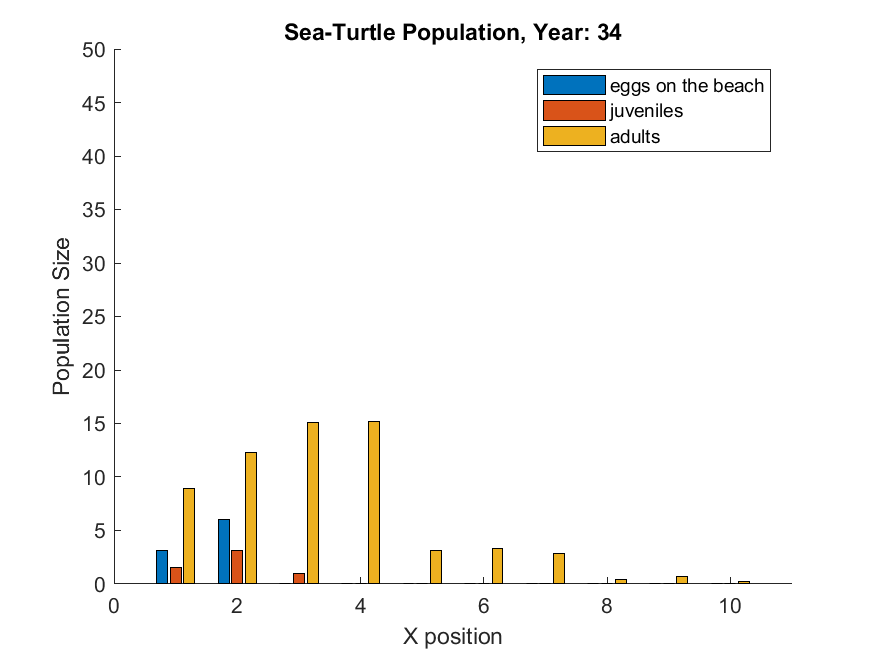 Sea-Turtle Population, Year: 34
eggs on the beach
juveniles
adults
Population Size
50
45
40
35
30
25
20
15
10
5
0
0 2 4 6 8 10
X position